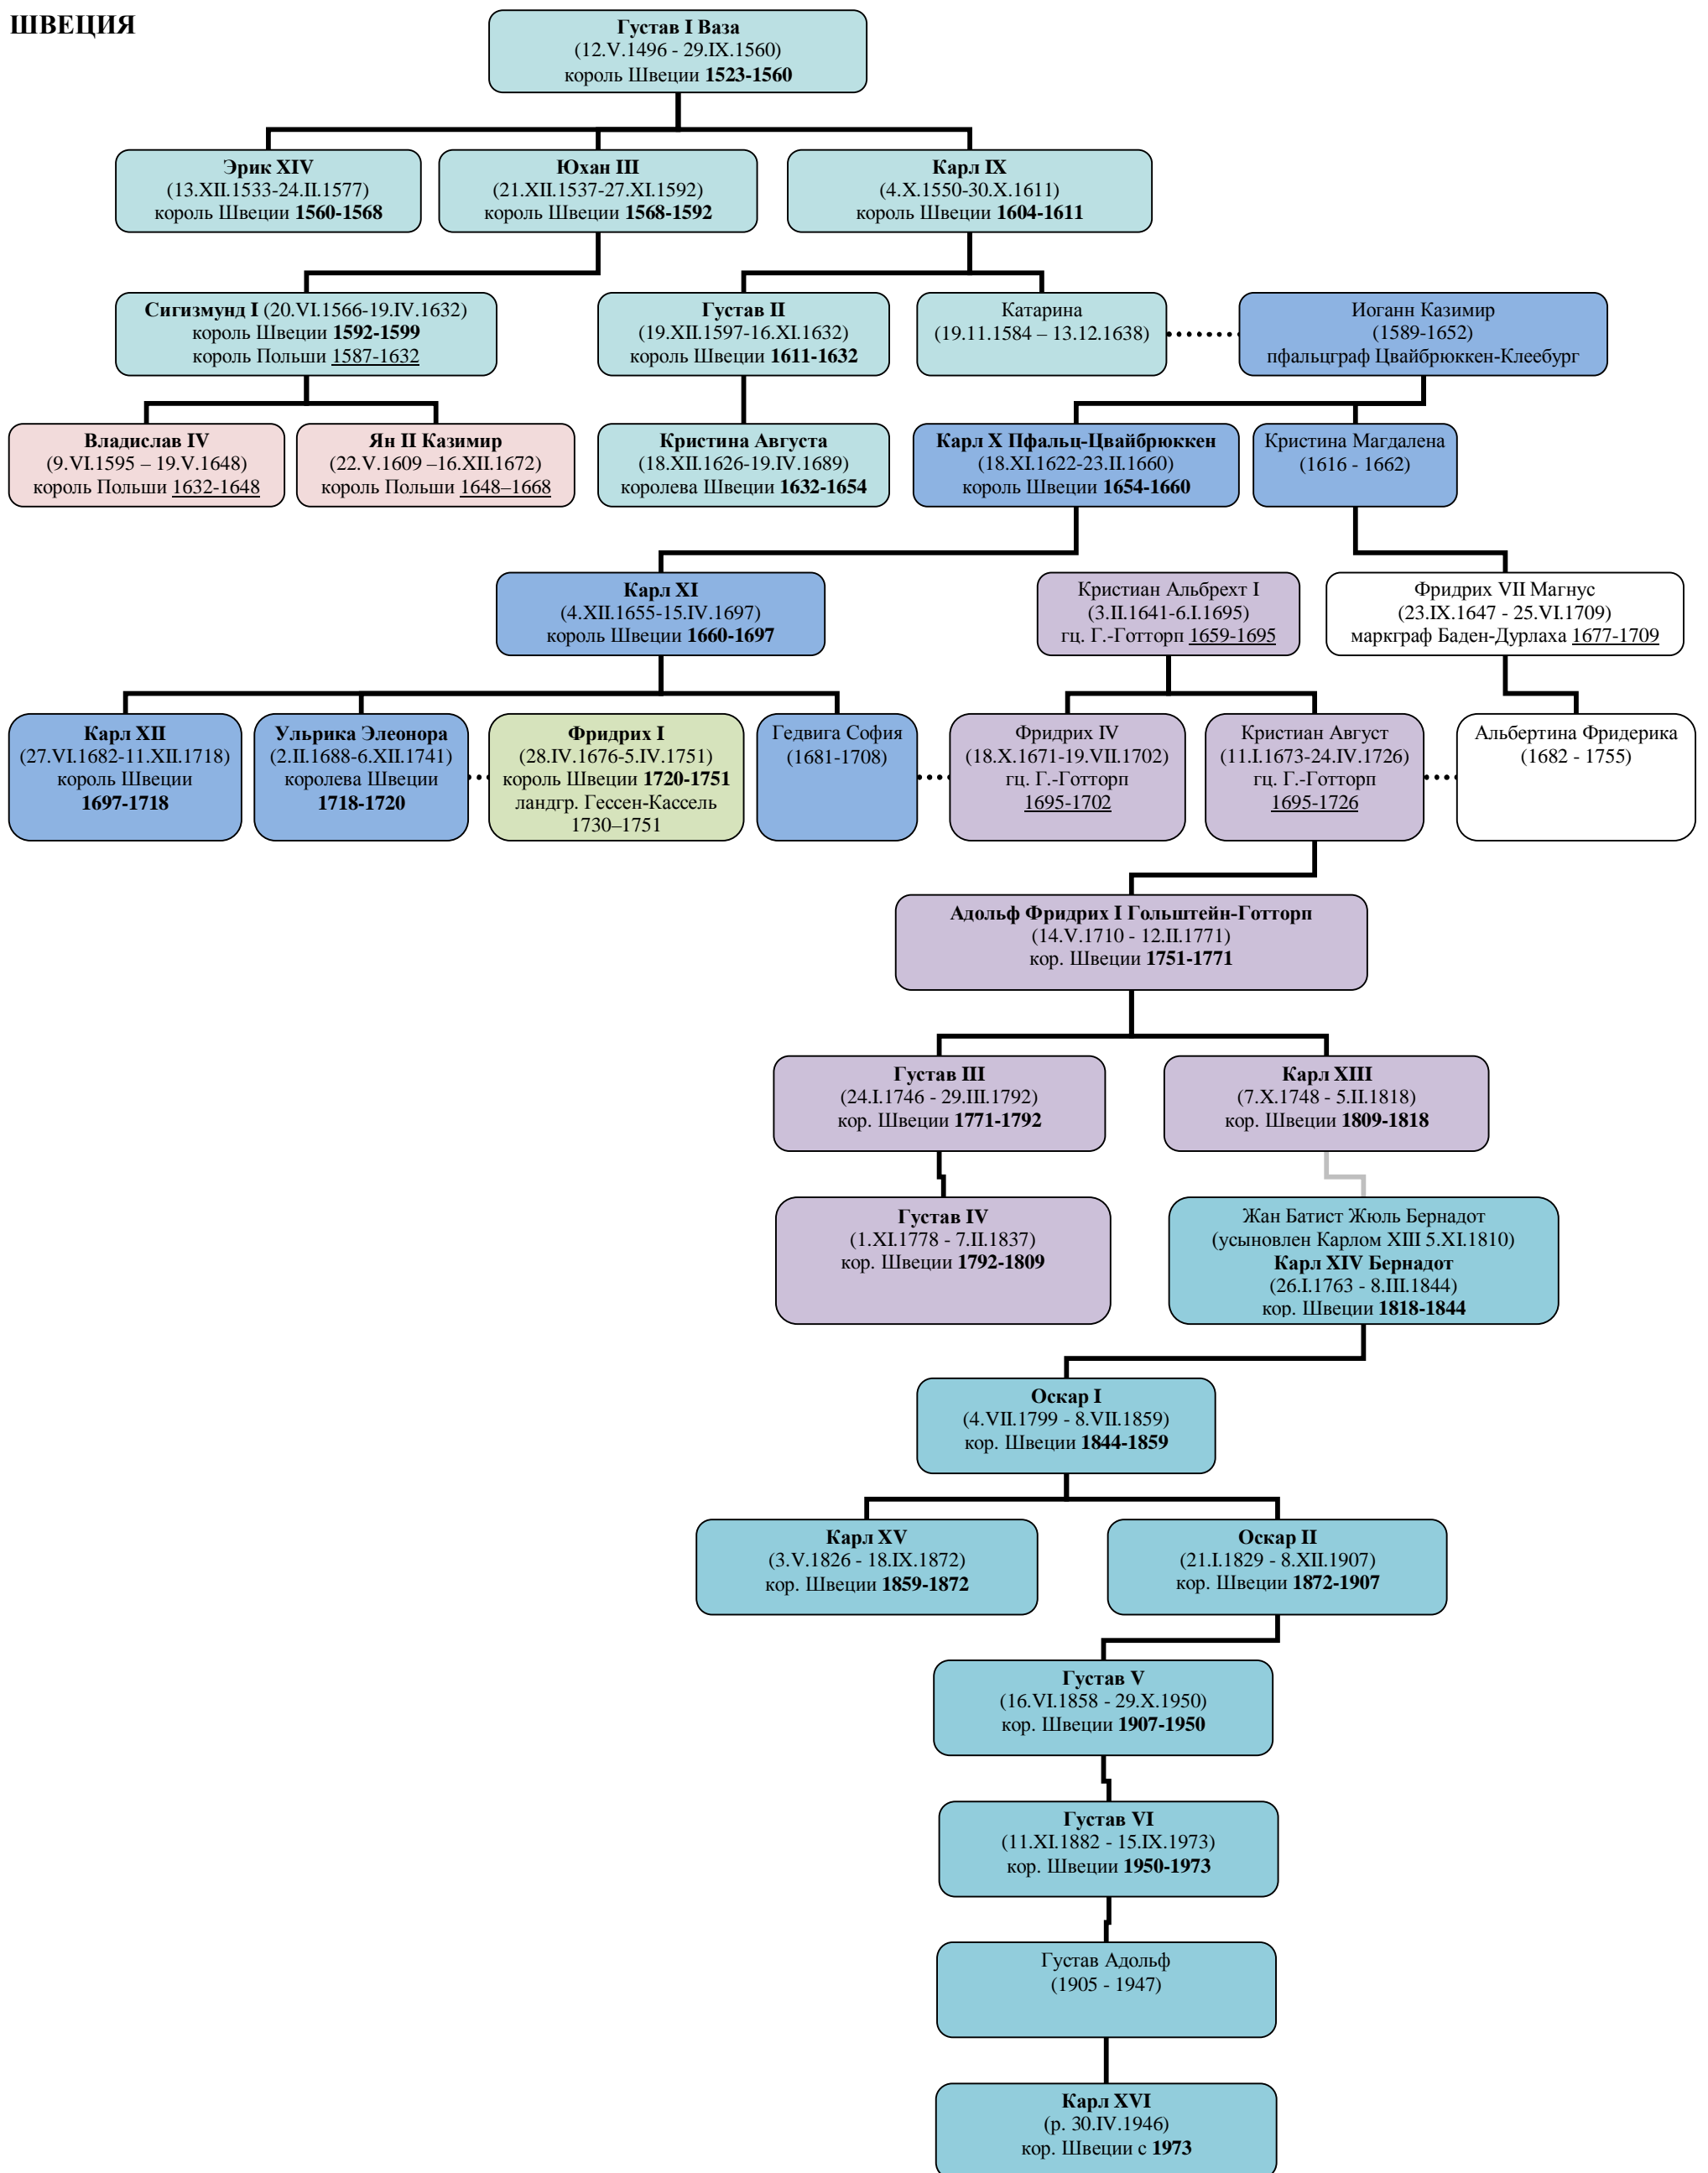 ШВЕЦИЯ
Густав I Ваза
(12.V.1496 - 29.IX.1560)
король Швеции 1523-1560
Эрик XIV
(13.XII.1533-24.II.1577)
король Швеции 1560-1568
Юхан III
(21.XII.1537-27.XI.1592)
король Швеции 1568-1592
Карл IX
(4.X.1550-30.X.1611)
король Швеции 1604-1611
Сигизмунд I (20.VI.1566-19.IV.1632)
король Швеции 1592-1599
король Польши 1587-1632
Густав II
(19.XII.1597-16.XI.1632)
король Швеции 1611-1632
Катарина
(19.11.1584 – 13.12.1638)
Иоганн Казимир
(1589-1652)
пфальцграф Цвайбрюккен-Клеебург
Владислав IV
(9.VI.1595 – 19.V.1648)
король Польши 1632-1648
Ян II Казимир
(22.V.1609 –16.XII.1672)
король Польши 1648–1668
Кристина Августа
(18.XII.1626-19.IV.1689)
королева Швеции 1632-1654
Карл X Пфальц-Цвайбрюккен
(18.XI.1622-23.II.1660)
король Швеции 1654-1660
Кристина Магдалена
(1616 - 1662)
Карл XI
(4.XII.1655-15.IV.1697)
король Швеции 1660-1697
Кристиан Альбрехт I
(3.II.1641-6.I.1695)
гц. Г.-Готторп 1659-1695
Фридрих VII Магнус
(23.IX.1647 - 25.VI.1709)
маркграф Баден-Дурлаха 1677-1709
Карл XII
(27.VI.1682-11.XII.1718)
король Швеции
1697-1718
Ульрика Элеонора
(2.II.1688-6.XII.1741)
королева Швеции
1718-1720
Фридрих I
(28.IV.1676-5.IV.1751)
король Швеции 1720-1751
ландгр. Гессен-Кассель
1730–1751
Гедвига София
(1681-1708)
Фридрих IV
(18.X.1671-19.VII.1702)
гц. Г.-Готторп
1695-1702
Кристиан Август
(11.I.1673-24.IV.1726)
гц. Г.-Готторп
1695-1726
Альбертина Фридерика
(1682 - 1755)
Адольф Фридрих I Гольштейн-Готторп
(14.V.1710 - 12.II.1771)
кор. Швеции 1751-1771
Густав III
(24.I.1746 - 29.III.1792)
кор. Швеции 1771-1792
Карл XIII
(7.X.1748 - 5.II.1818)
кор. Швеции 1809-1818
Густав IV
(1.XI.1778 - 7.II.1837)
кор. Швеции 1792-1809
Жан Батист Жюль Бернадот
(усыновлен Карлом XIII 5.XI.1810)
Карл XIV Бернадот
(26.I.1763 - 8.III.1844)
кор. Швеции 1818-1844
Оскар I
(4.VII.1799 - 8.VII.1859)
кор. Швеции 1844-1859
Карл XV
(3.V.1826 - 18.IX.1872)
кор. Швеции 1859-1872
Оскар II
(21.I.1829 - 8.XII.1907)
кор. Швеции 1872-1907
Густав V
(16.VI.1858 - 29.X.1950)
кор. Швеции 1907-1950
Густав VI
(11.XI.1882 - 15.IX.1973)
кор. Швеции 1950-1973
Густав Адольф
(1905 - 1947)
Карл XVI
(р. 30.IV.1946)
кор. Швеции с 1973